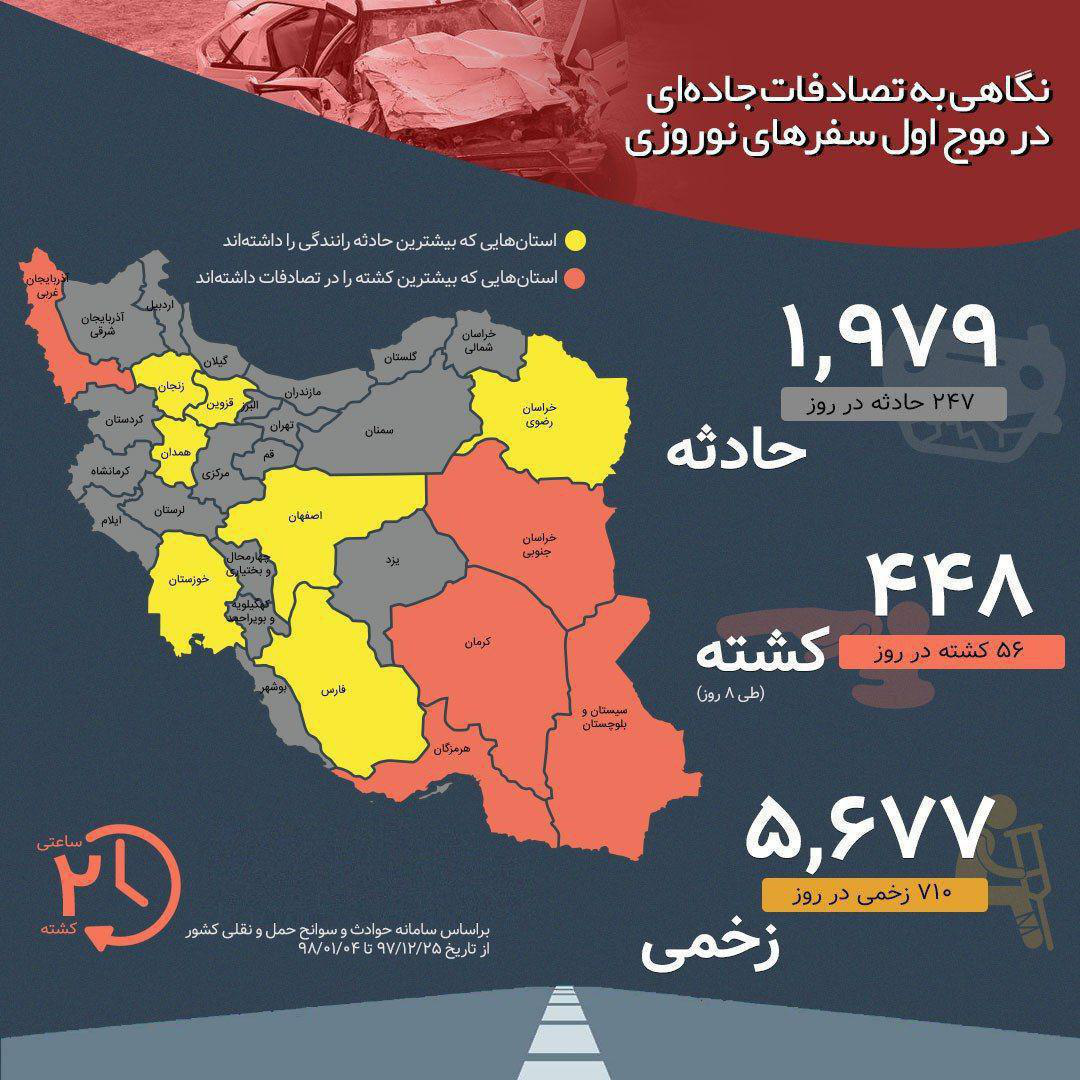 نگاهی به تصادفات جاده‌ای
در موج اول سفرهای نوروزی
استان‌هایی که بیشترین حادثه رانندگی را داشته‌اند
استان‌هایی که بیشترین کشته را در تصادفات داشته‌اند
۱,۹۷۹
۲۴۷ حادثه در روز
حادثه
۴۴۸
۵۶ کشته در روز
کشته
(طی ۸ روز)
۵,۶۷۷
۷۱۰ زخمی در روز
زخمی
آذربایجان
غربی
آذربایجان
شرقی
اردبیل
گیلان
زنجان
قزوین
البرز
مازندران
گلستان
خراسان
شمالی
خراسان
رضوی
کردستان
همدان
تهران
سمنان
قم
مرکزی
کرمانشاه
لرستان
ایلام
اصفهان
خراسان
جنوبی
یزد
چهارمحال
و بختیاری
خوزستان
کهگیلویه
و بویراحمد
کرمان
فارس
بوشهر
سیستان و
بلوچستان
هرمزگان
ساعتی
۲
کشته
براساس سامانه حوادث و سوانح حمل و نقلی کشور
از تاریخ ۹۷/۱۲/۲۵ تا ۹۸/۰۱/۰۴